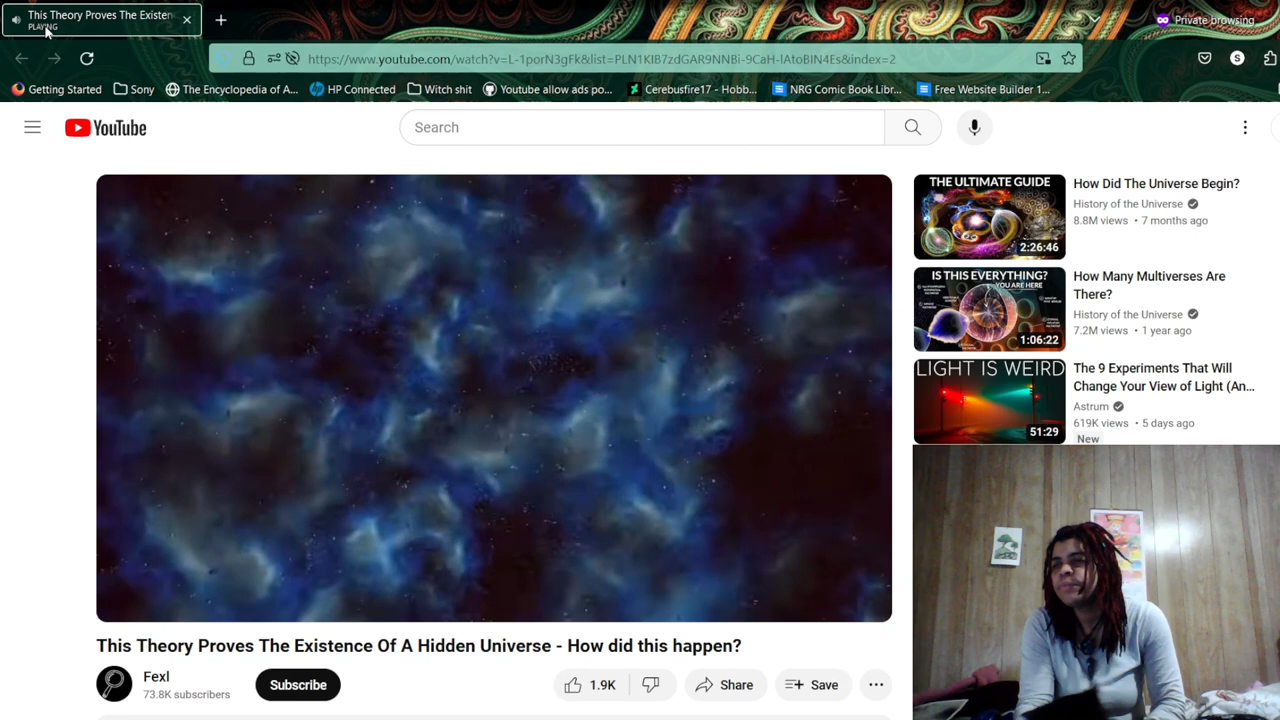 This Theory Proves The Existen
PLAYING
Private browsing
https://www.youtube.com/watch?v=L-1porN3gFk&list=PLN1KIB7zdGAR9NNBi-9CaH-IAtoBIN4Es&index=2
S
Getting Started
Sony
The Encyclopedia of A...
HP Connected
Witch shit
Youtube allow ads po...
Cerebusfire17 - Hobb...
NRG Comic Book Libr...
Free Website Builder 1...
YouTube
Search
THE ULTIMATE GUIDE
2:26:46
How Did The Universe Begin?
History of the Universe
8.8M views • 7 months ago
IS THIS EVERYTHING?
YOU ARE HERE
1:06:22
How Many Multiverses Are
There?
History of the Universe
7.2M views • 1 year ago
LIGHT IS WEIRD
51:29
The 9 Experiments That Will
Change Your View of Light (An...
Astrum
619K views • 5 days ago
New
This Theory Proves The Existence Of A Hidden Universe - How did this happen?
Fexl
73.8K subscribers
Subscribe
1.9K
Share
Save